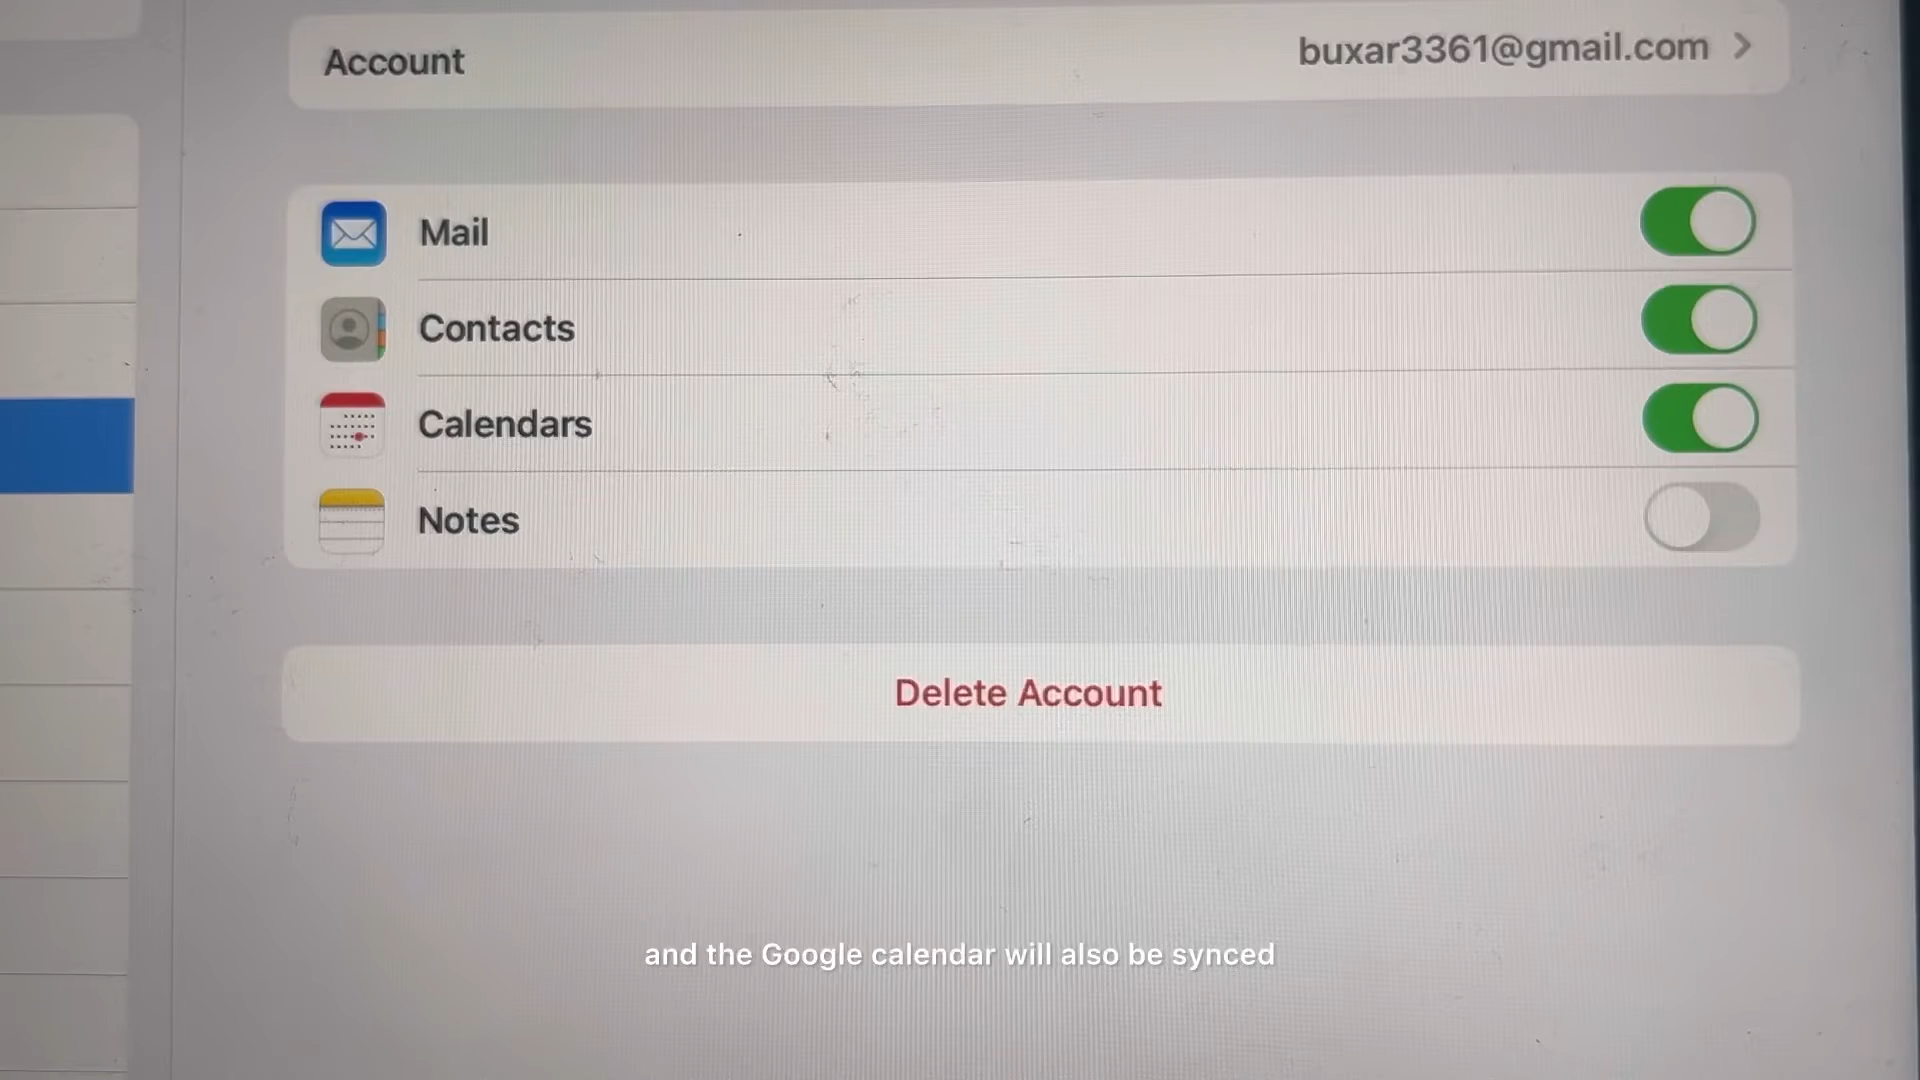 Account
buxar3361@gmail.com
Mail
Contacts
Calendars
Notes
Delete Account
and the Google calendar will also be synced